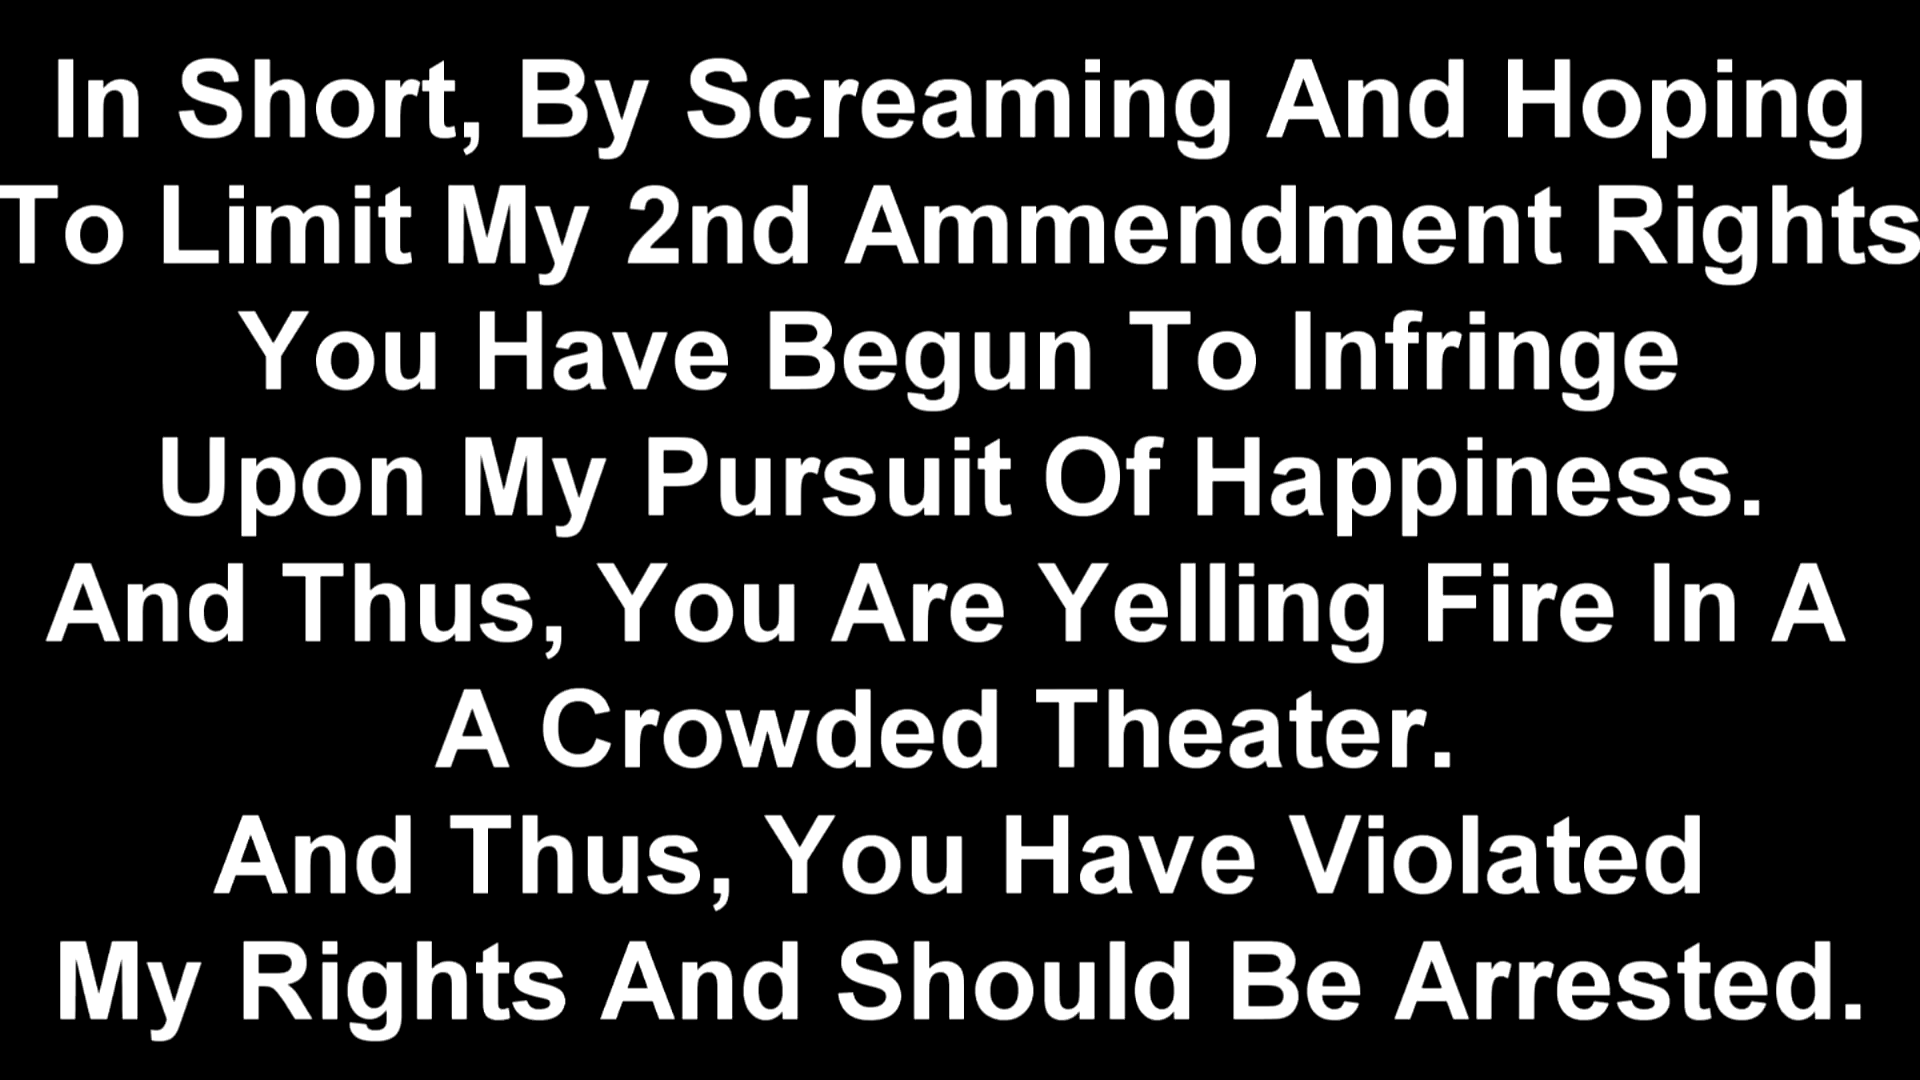 In Short, By Screaming And Hoping
To Limit My 2nd Ammendment Rights
You Have Begun To Infringe
Upon My Pursuit Of Happiness.
And Thus, You Are Yelling Fire In A
A Crowded Theater.
And Thus, You Have Violated
My Rights And Should Be Arrested.